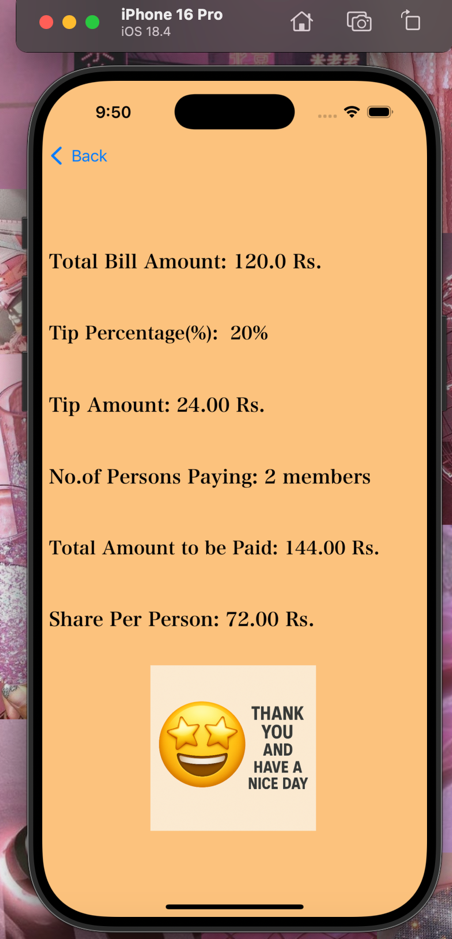 iPhone 16 Pro
iOS 18.4
9:50
Back
Total Bill Amount: 120.0 Rs.
Tip Percentage(%):  20%
Tip Amount: 24.00 Rs.
No.of Persons Paying: 2 members
Total Amount to be Paid: 144.00 Rs.
Share Per Person: 72.00 Rs.
THANK
YOU
AND
HAVE A
NICE DAY